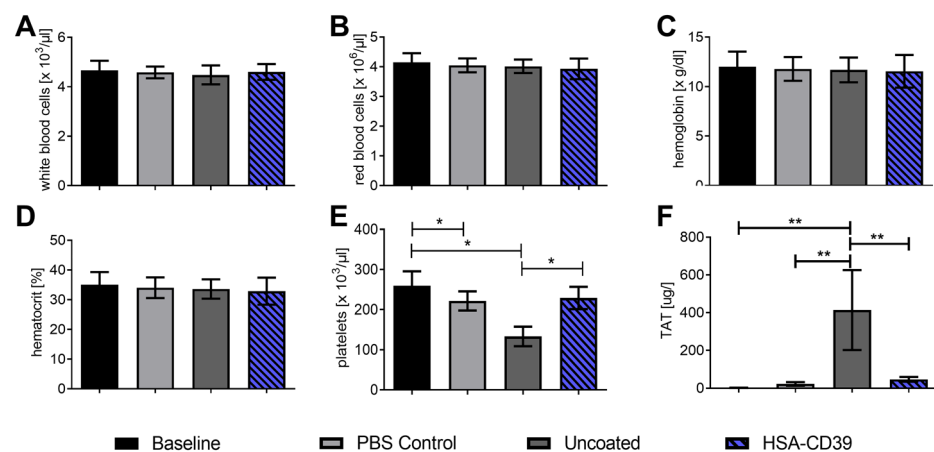 A
white blood cells [x 10³/µl]
6
4
2
0
B
red blood cells [x 10⁶/µl]
5
4
3
2
1
0
C
hemoglobin [x g/dl]
15
10
5
0
D
hematocrit [%]
50
40
30
20
10
0
E
platelets [x 10³/µl]
400
300
200
100
0
*
*
*
F
TAT [ug/]
800
600
400
200
0
**
**
**
Baseline PBS Control Uncoated HSA-CD39